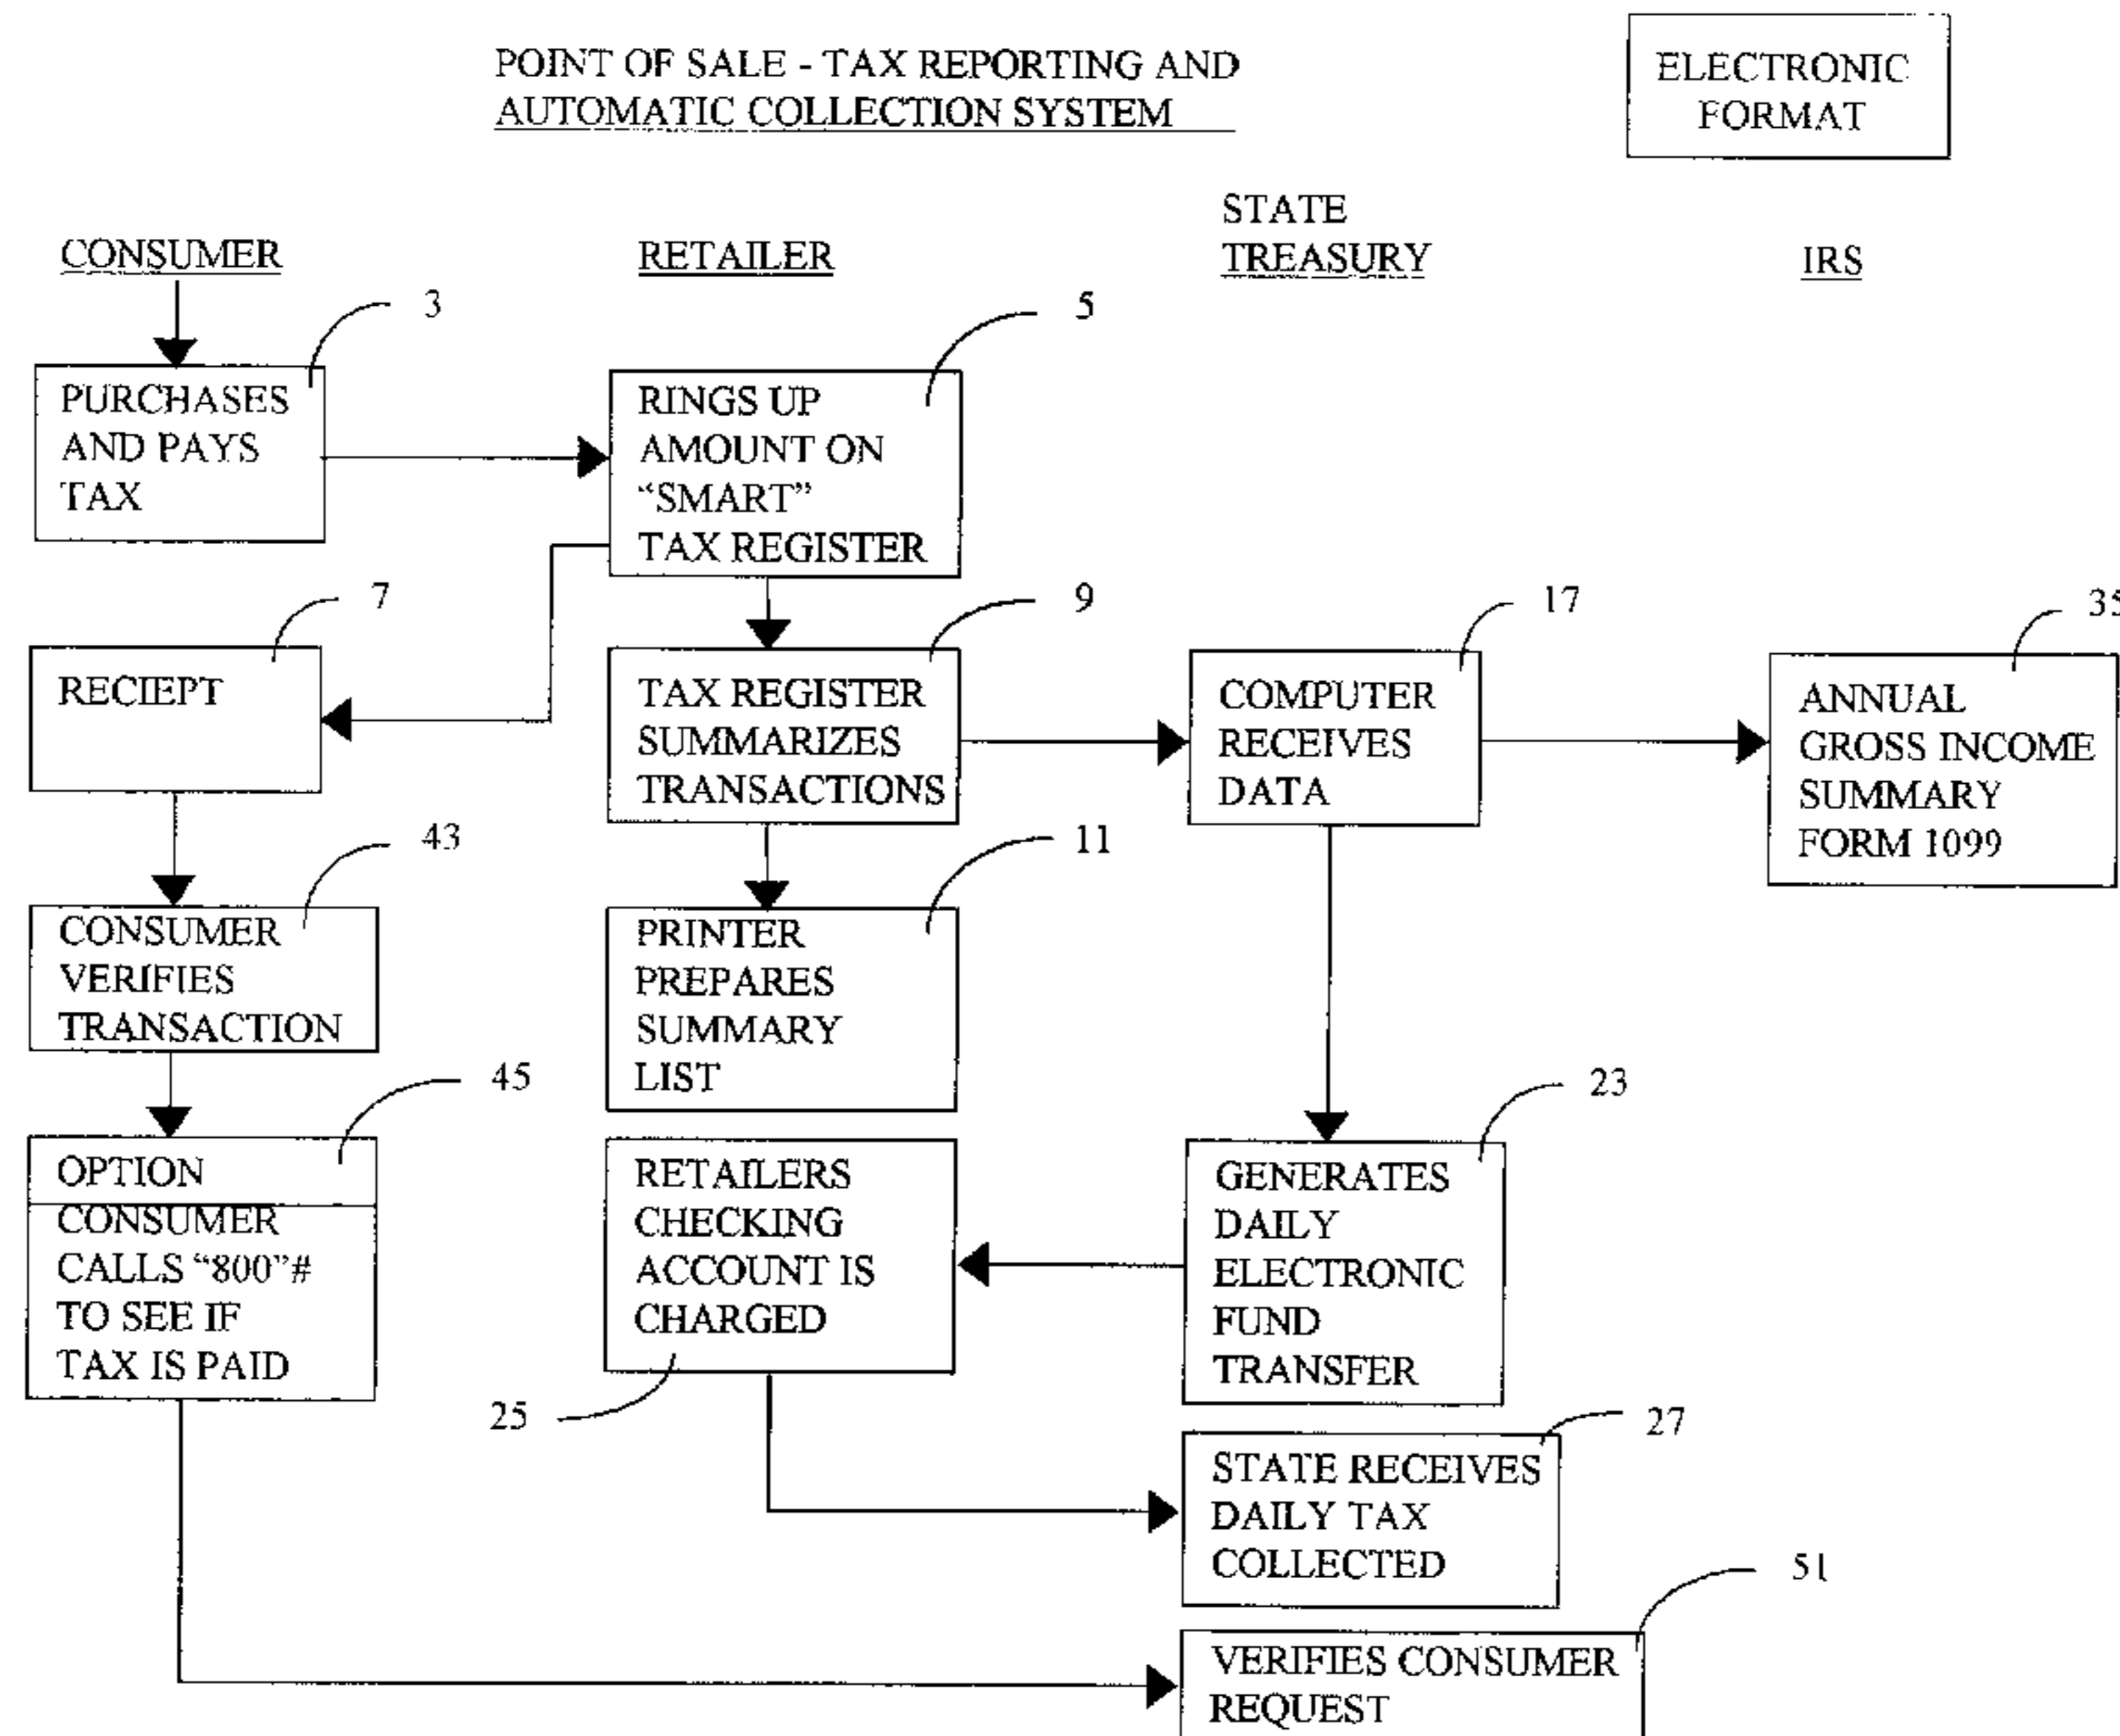 POINT OF SALE - TAX REPORTING AND
AUTOMATIC COLLECTION SYSTEM
ELECTRONIC
FORMAT
CONSUMER
RETAILER
STATE
TREASURY
IRS
3
PURCHASES
AND PAYS
TAX
5
RINGS UP
AMOUNT ON
“SMART”
TAX REGISTER
7
RECIEPT
9
TAX REGISTER
SUMMARIZES
TRANSACTIONS
17
COMPUTER
RECEIVES
DATA
35
ANNUAL
GROSS INCOME
SUMMARY
FORM 1099
43
CONSUMER
VERIFIES
TRANSACTION
11
PRINTER
PREPARES
SUMMARY
LIST
45
OPTION
CONSUMER
CALLS “800”#
TO SEE IF
TAX IS PAID
RETAILERS
CHECKING
ACCOUNT IS
CHARGED
25
23
GENERATES
DAILY
ELECTRONIC
FUND
TRANSFER
27
STATE RECEIVES
DAILY TAX
COLLECTED
51
VERIFIES CONSUMER
REQUEST